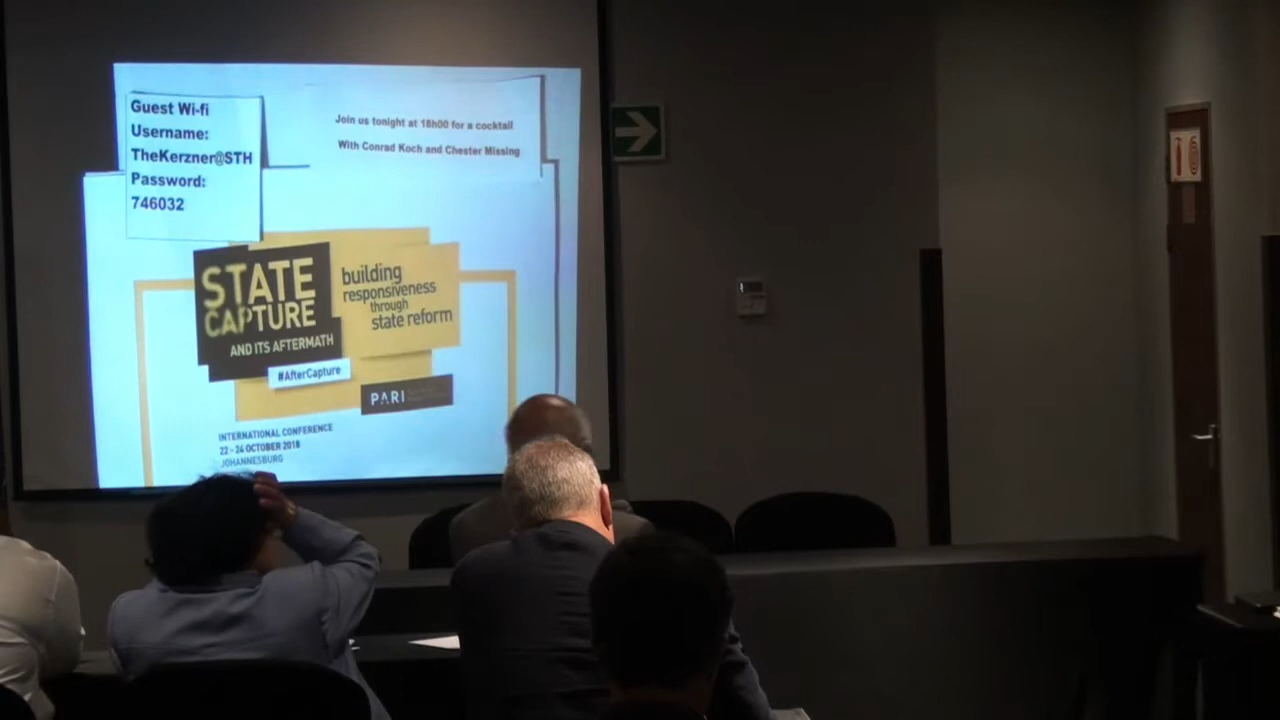 Guest Wi-fi
Username:
TheKerzner@STH
Password:
746032
Join us tonight at 18h00 for a cocktail
With Conrad Koch and Chester Missing
STATE
CAPTURE
AND ITS AFTERMATH
building
responsiveness
through
state reform
#AfterCapture
PARI
INTERNATIONAL CONFERENCE
22 - 24 OCTOBER 2018
JOHANNESBURG